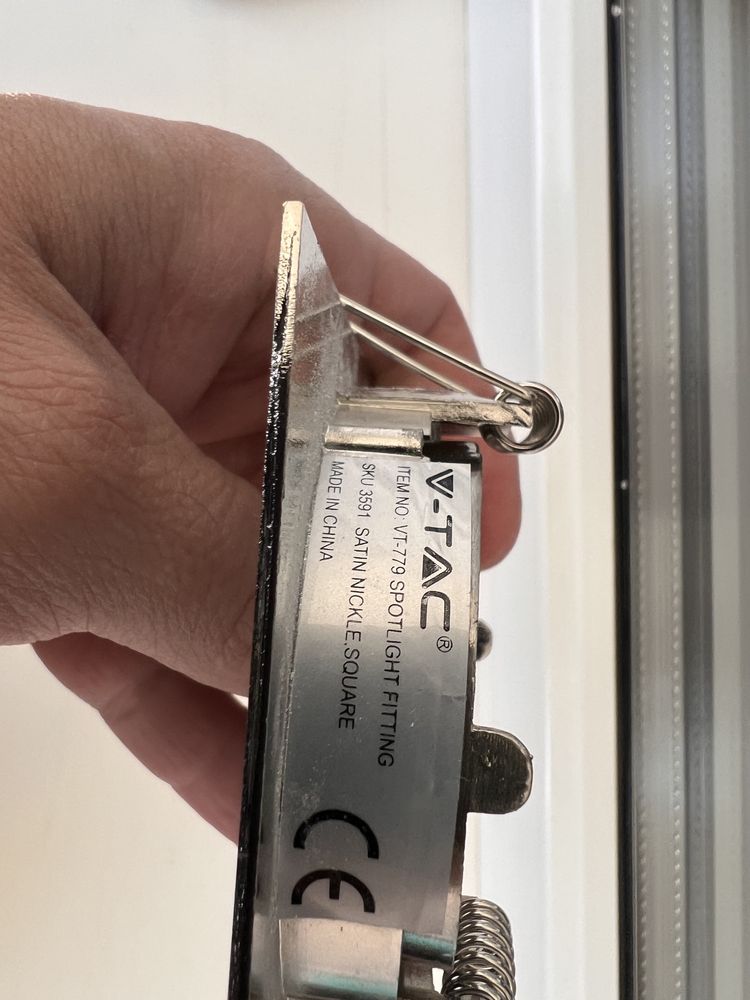 V-TAC®
ITEM NO: VT-779 SPOTLIGHT FITTING
SKU 3591 SATIN NICKLE.SQUARE
MADE IN CHINA
CE